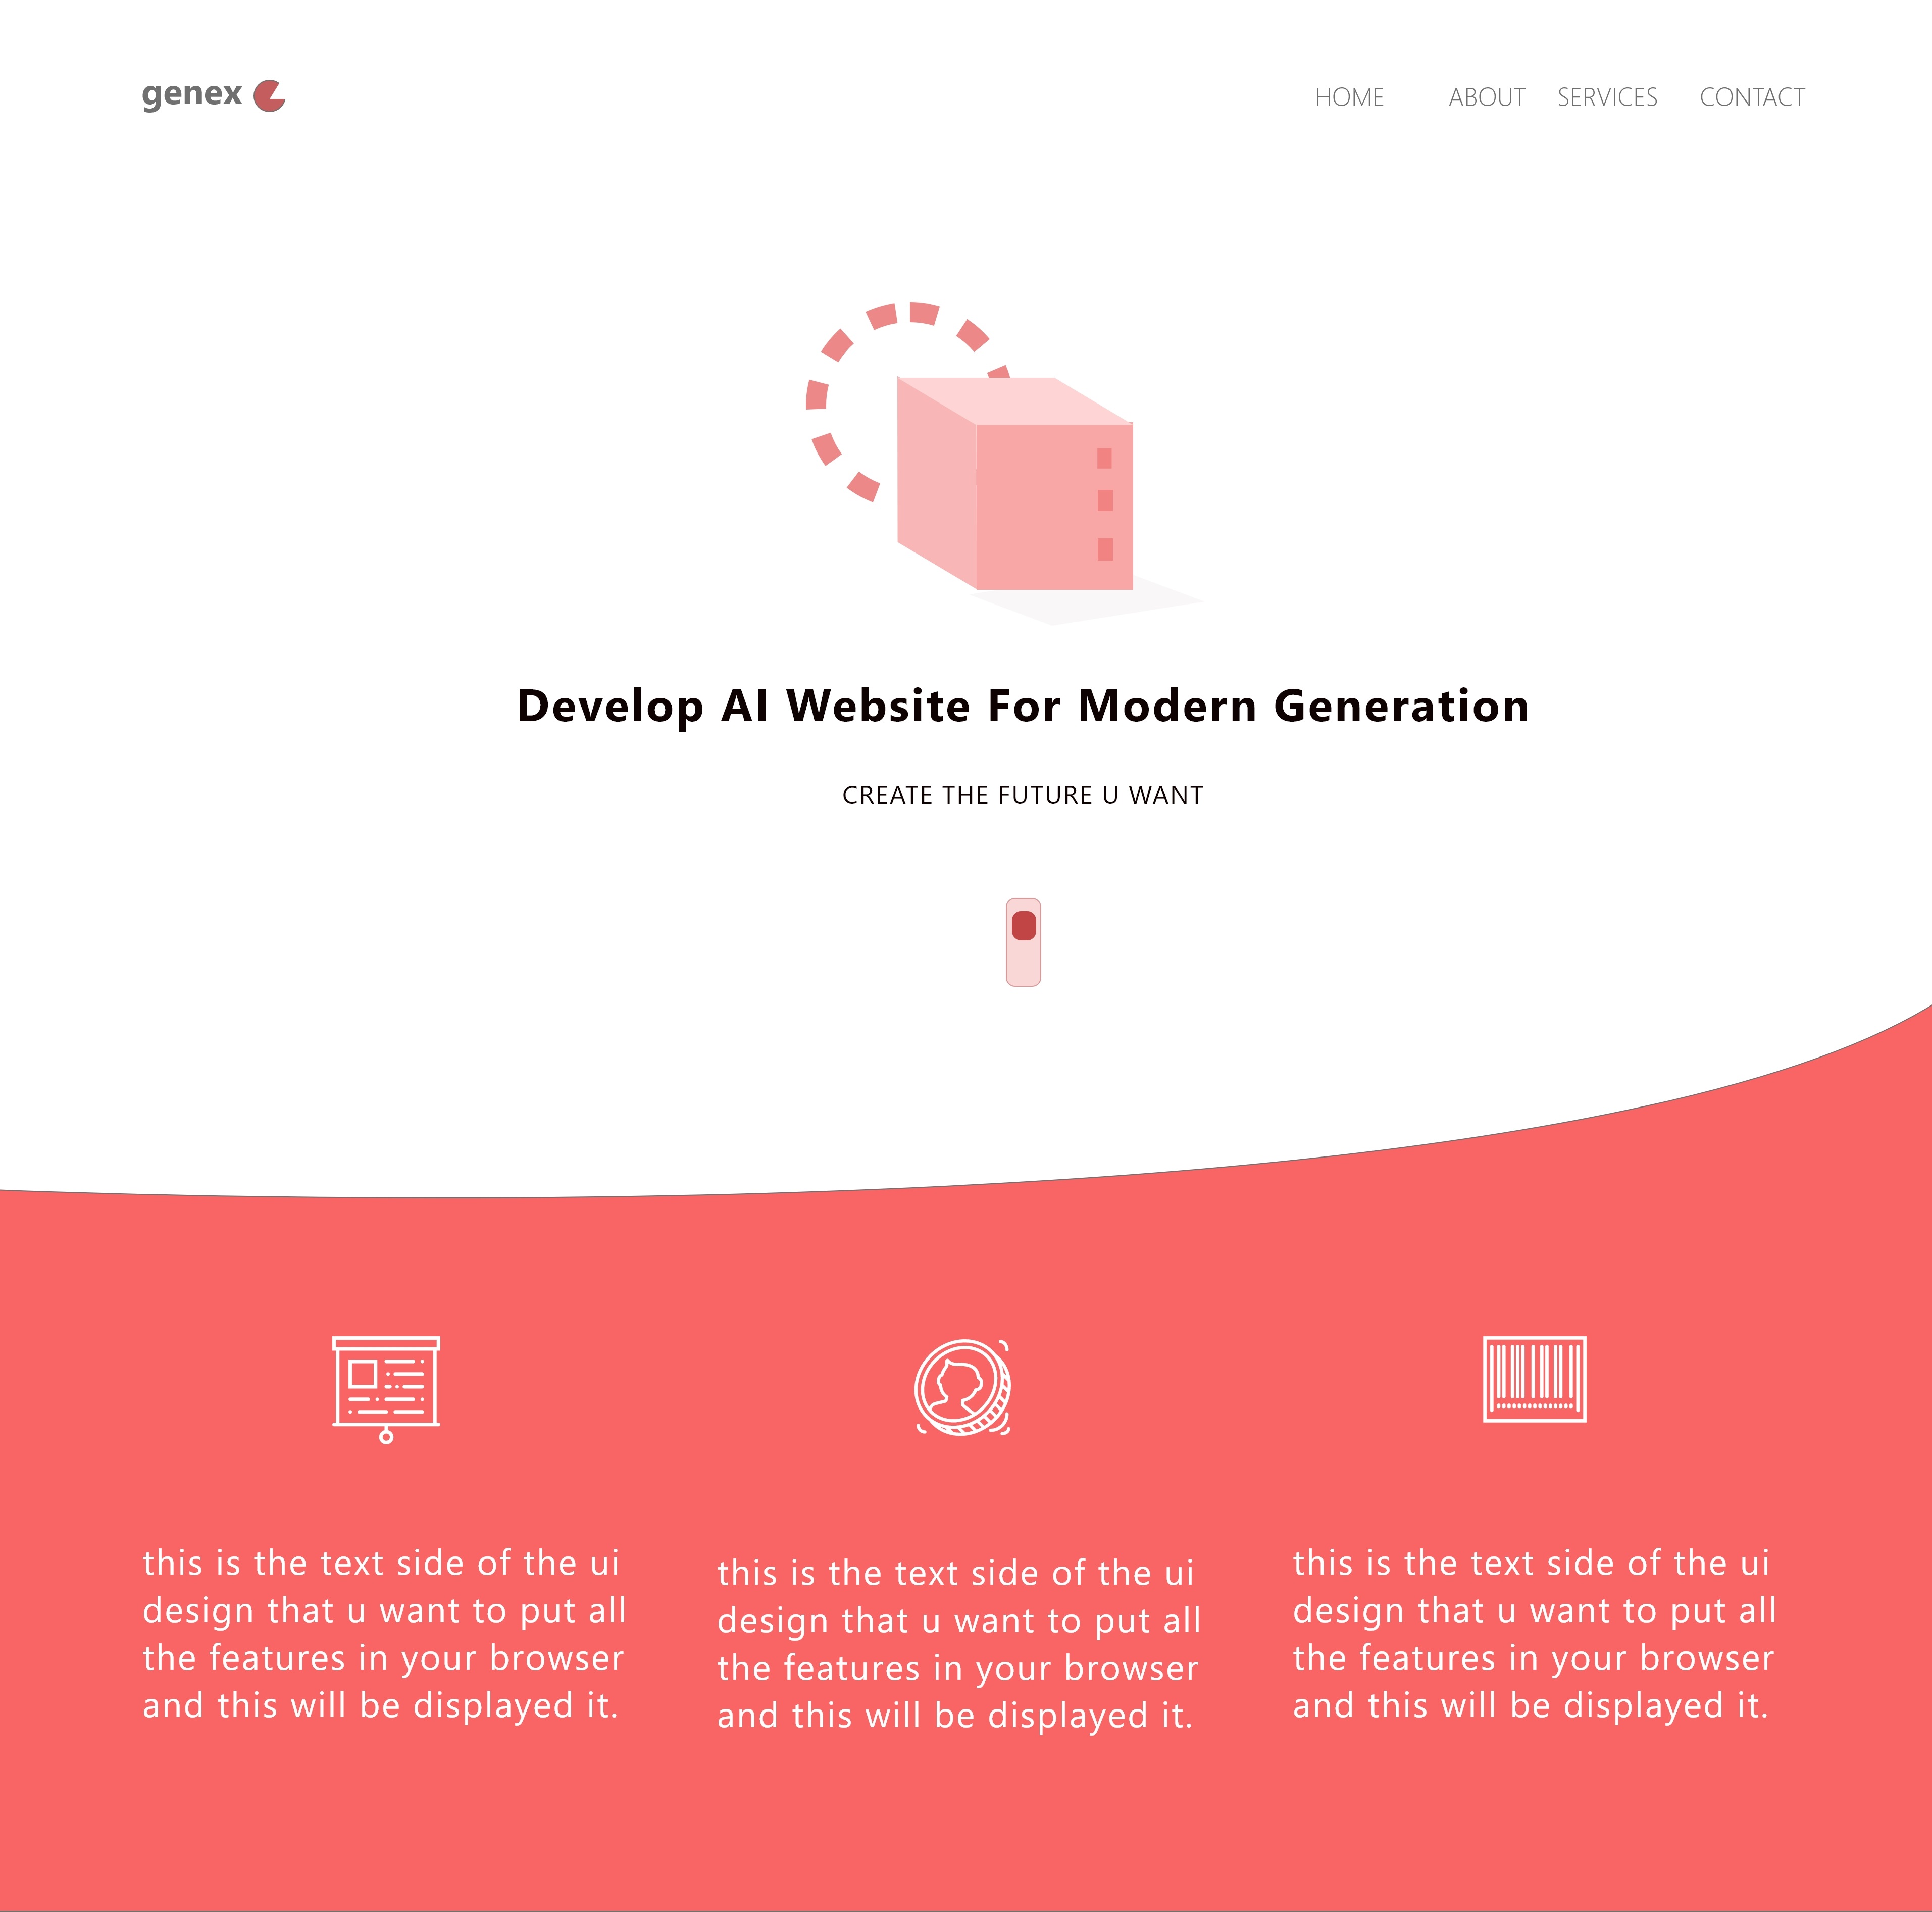 genex
HOME ABOUT SERVICES CONTACT
Develop AI Website For Modern Generation
CREATE THE FUTURE U WANT
this is the text side of the ui
design that u want to put all
the features in your browser
and this will be displayed it.
this is the text side of the ui
design that u want to put all
the features in your browser
and this will be displayed it.
this is the text side of the ui
design that u want to put all
the features in your browser
and this will be displayed it.